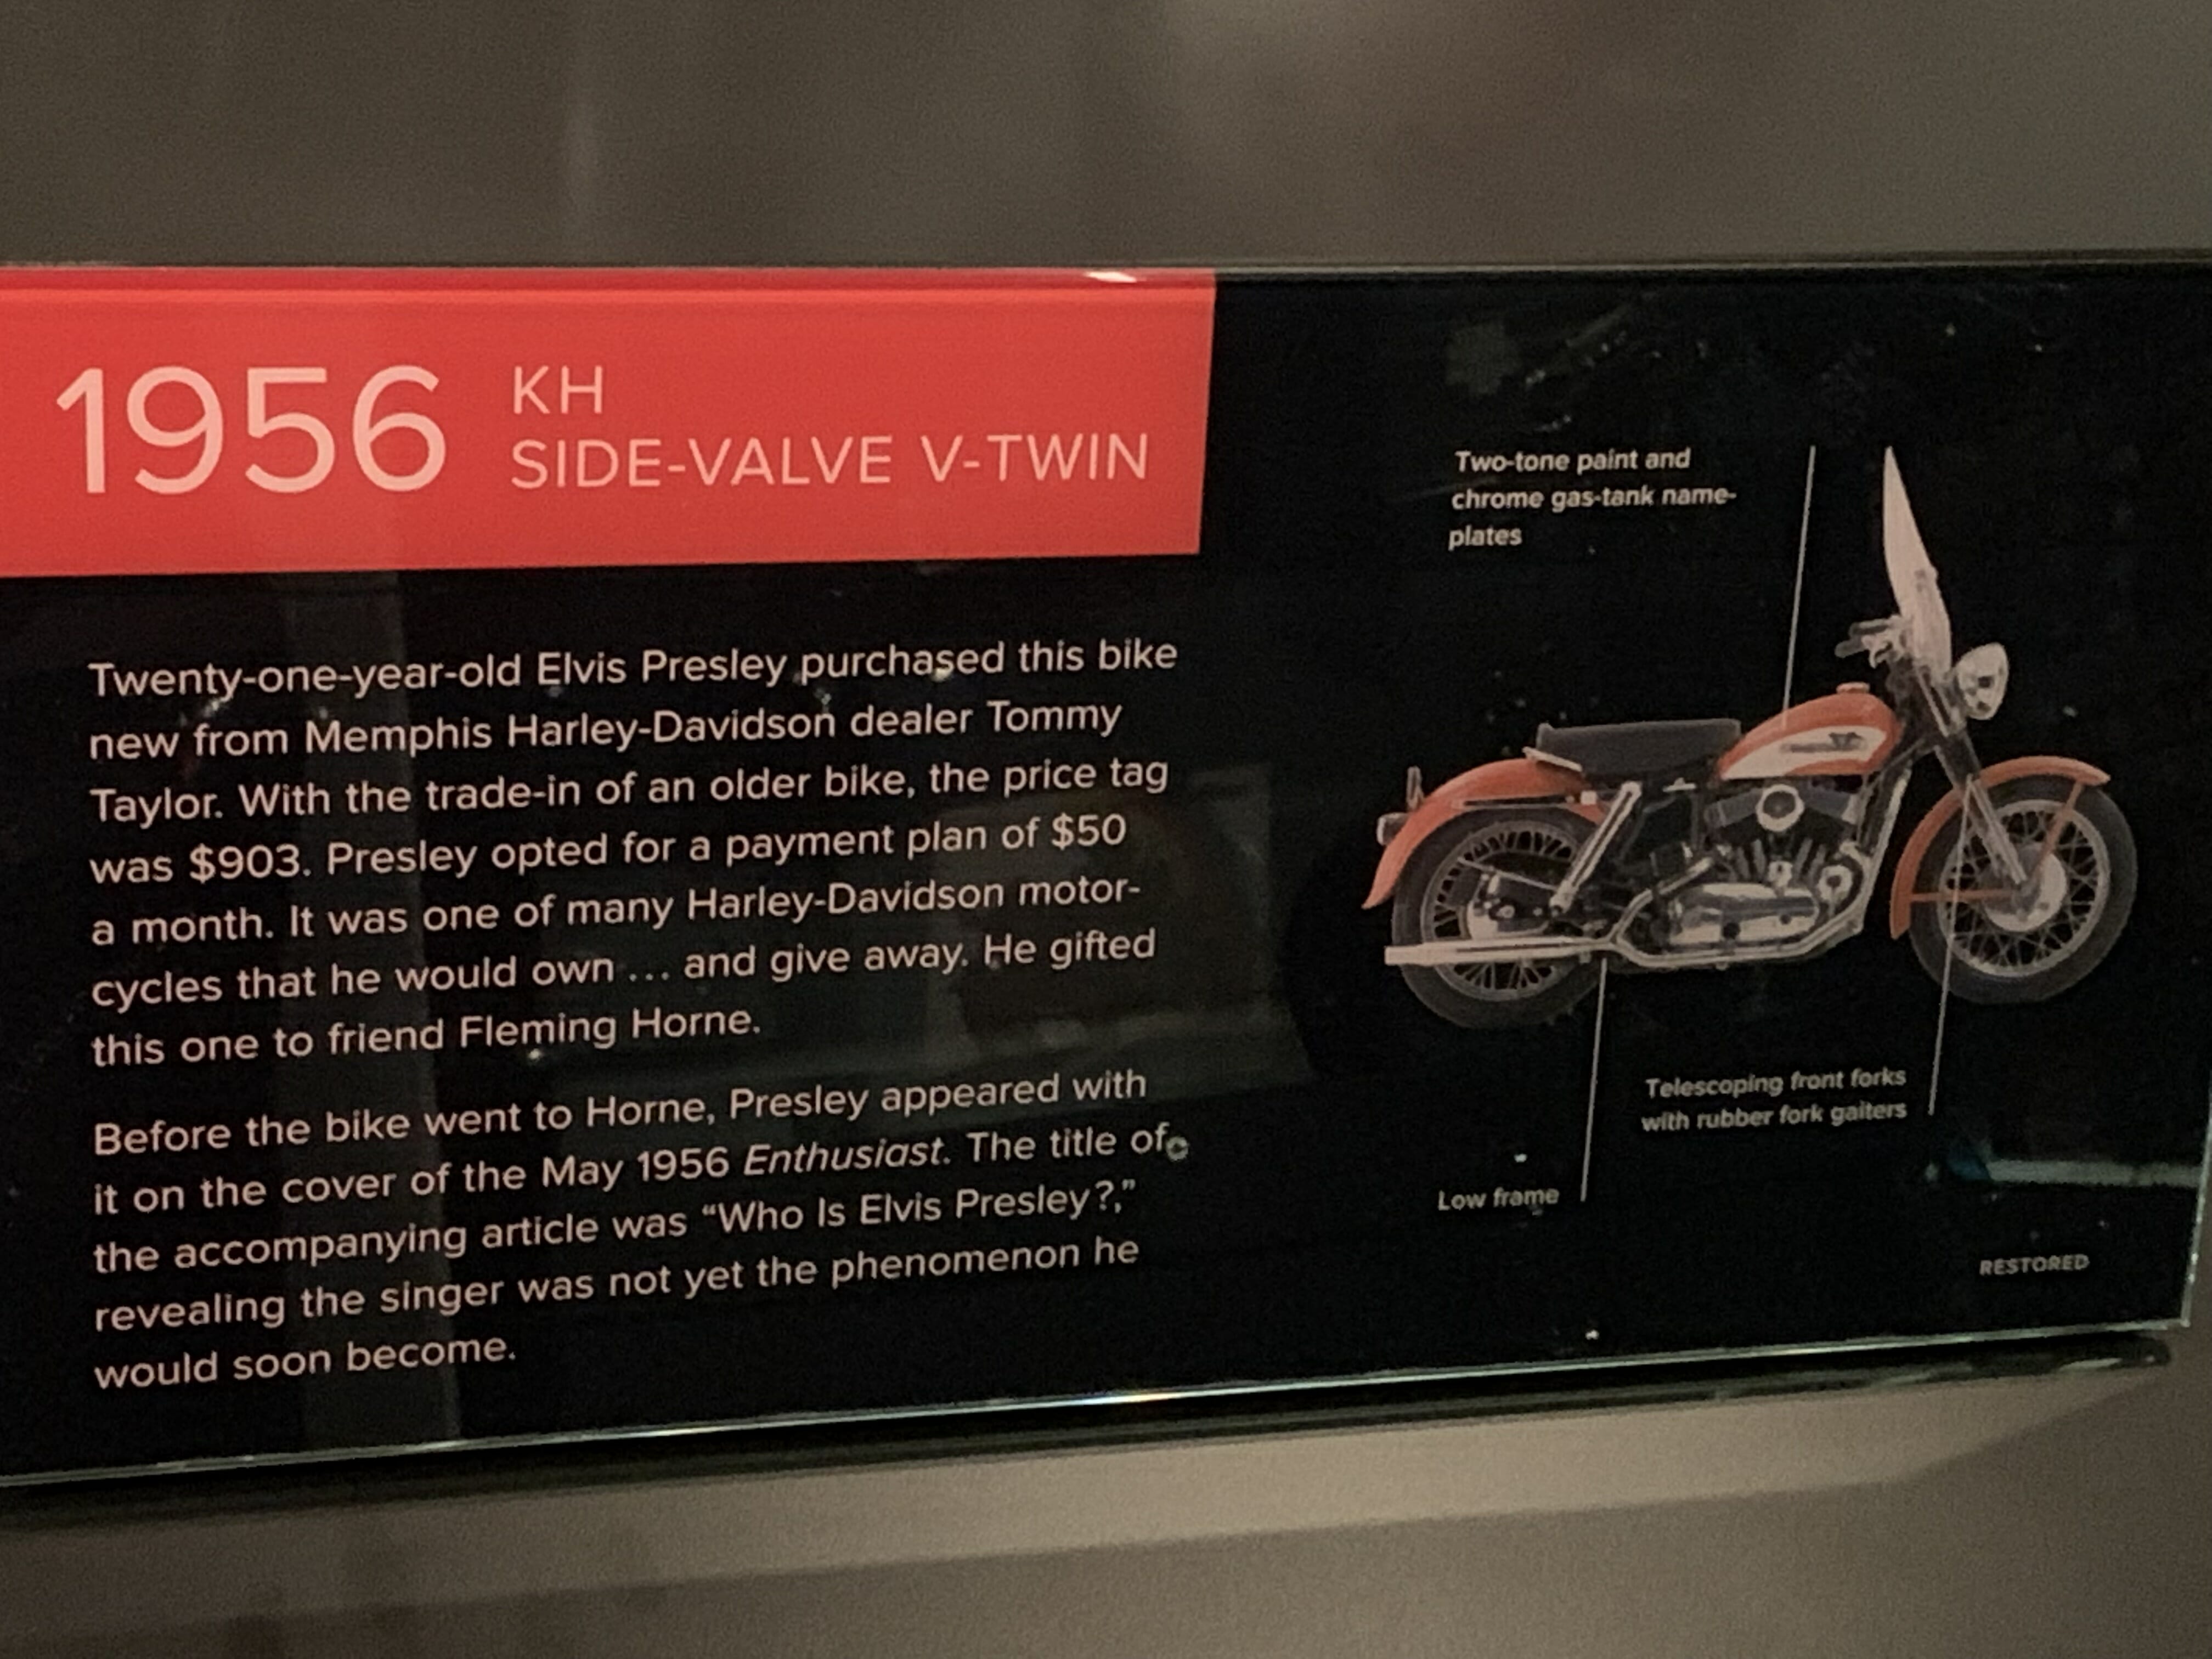 1956
KH
SIDE-VALVE V-TWIN
Twenty-one-year-old Elvis Presley purchased this bike
new from Memphis Harley-Davidson dealer Tommy
Taylor. With the trade-in of an older bike, the price tag
was $903. Presley opted for a payment plan of $50
a month. It was one of many Harley-Davidson motor-
cycles that he would own ... and give away. He gifted
this one to friend Fleming Horne.
Before the bike went to Horne, Presley appeared with
it on the cover of the May 1956 Enthusiast. The title of
the accompanying article was “Who Is Elvis Presley?,”
revealing the singer was not yet the phenomenon he
would soon become.
Two-tone paint and
chrome gas-tank name-
plates
Telescoping front forks
with rubber fork gaiters
Low frame
RESTORED